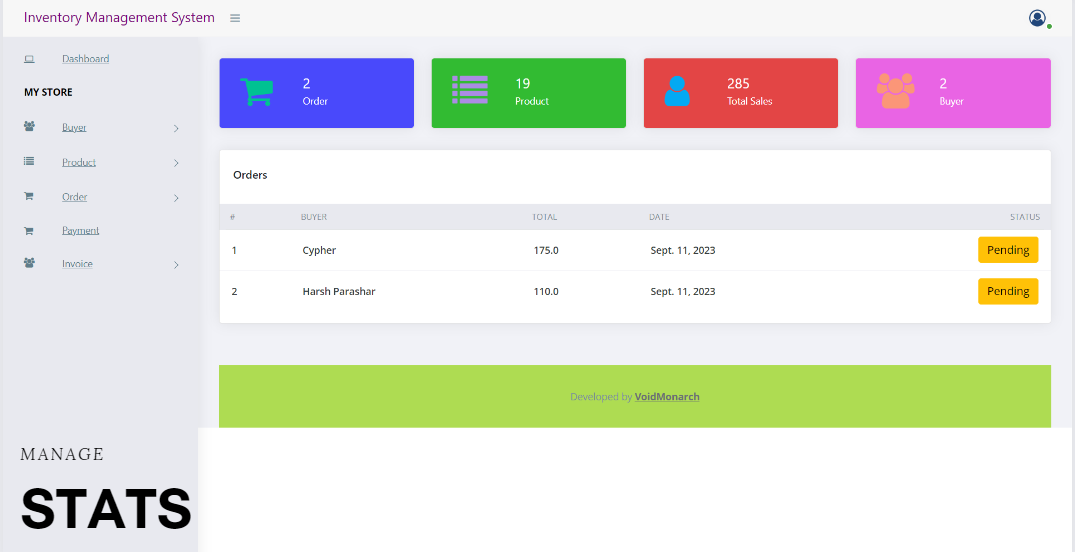 Inventory Management System
Dashboard
MY STORE
Buyer
Product
Order
Payment
Invoice
MANAGE
STATS
2
Order
19
Product
285
Total Sales
2
Buyer
Orders
# BUYER TOTAL DATE STATUS
1 Cypher 175.0 Sept. 11, 2023 Pending
2 Harsh Parashar 110.0 Sept. 11, 2023 Pending
Developed by VoidMonarch